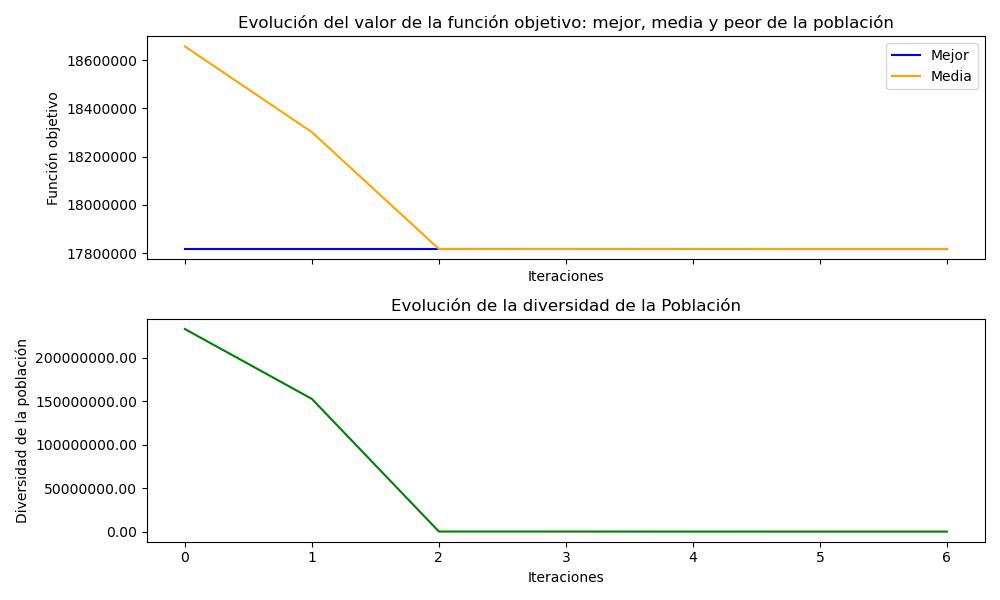 Evolución del valor de la función objetivo: mejor, media y peor de la población
Función objetivo
18600000
18400000
18200000
18000000
17800000
Mejor
Media
Iteraciones
Evolución de la diversidad de la Población
Diversidad de la población
200000000.00
150000000.00
100000000.00
50000000.00
0.00
0 1 2 3 4 5 6
Iteraciones